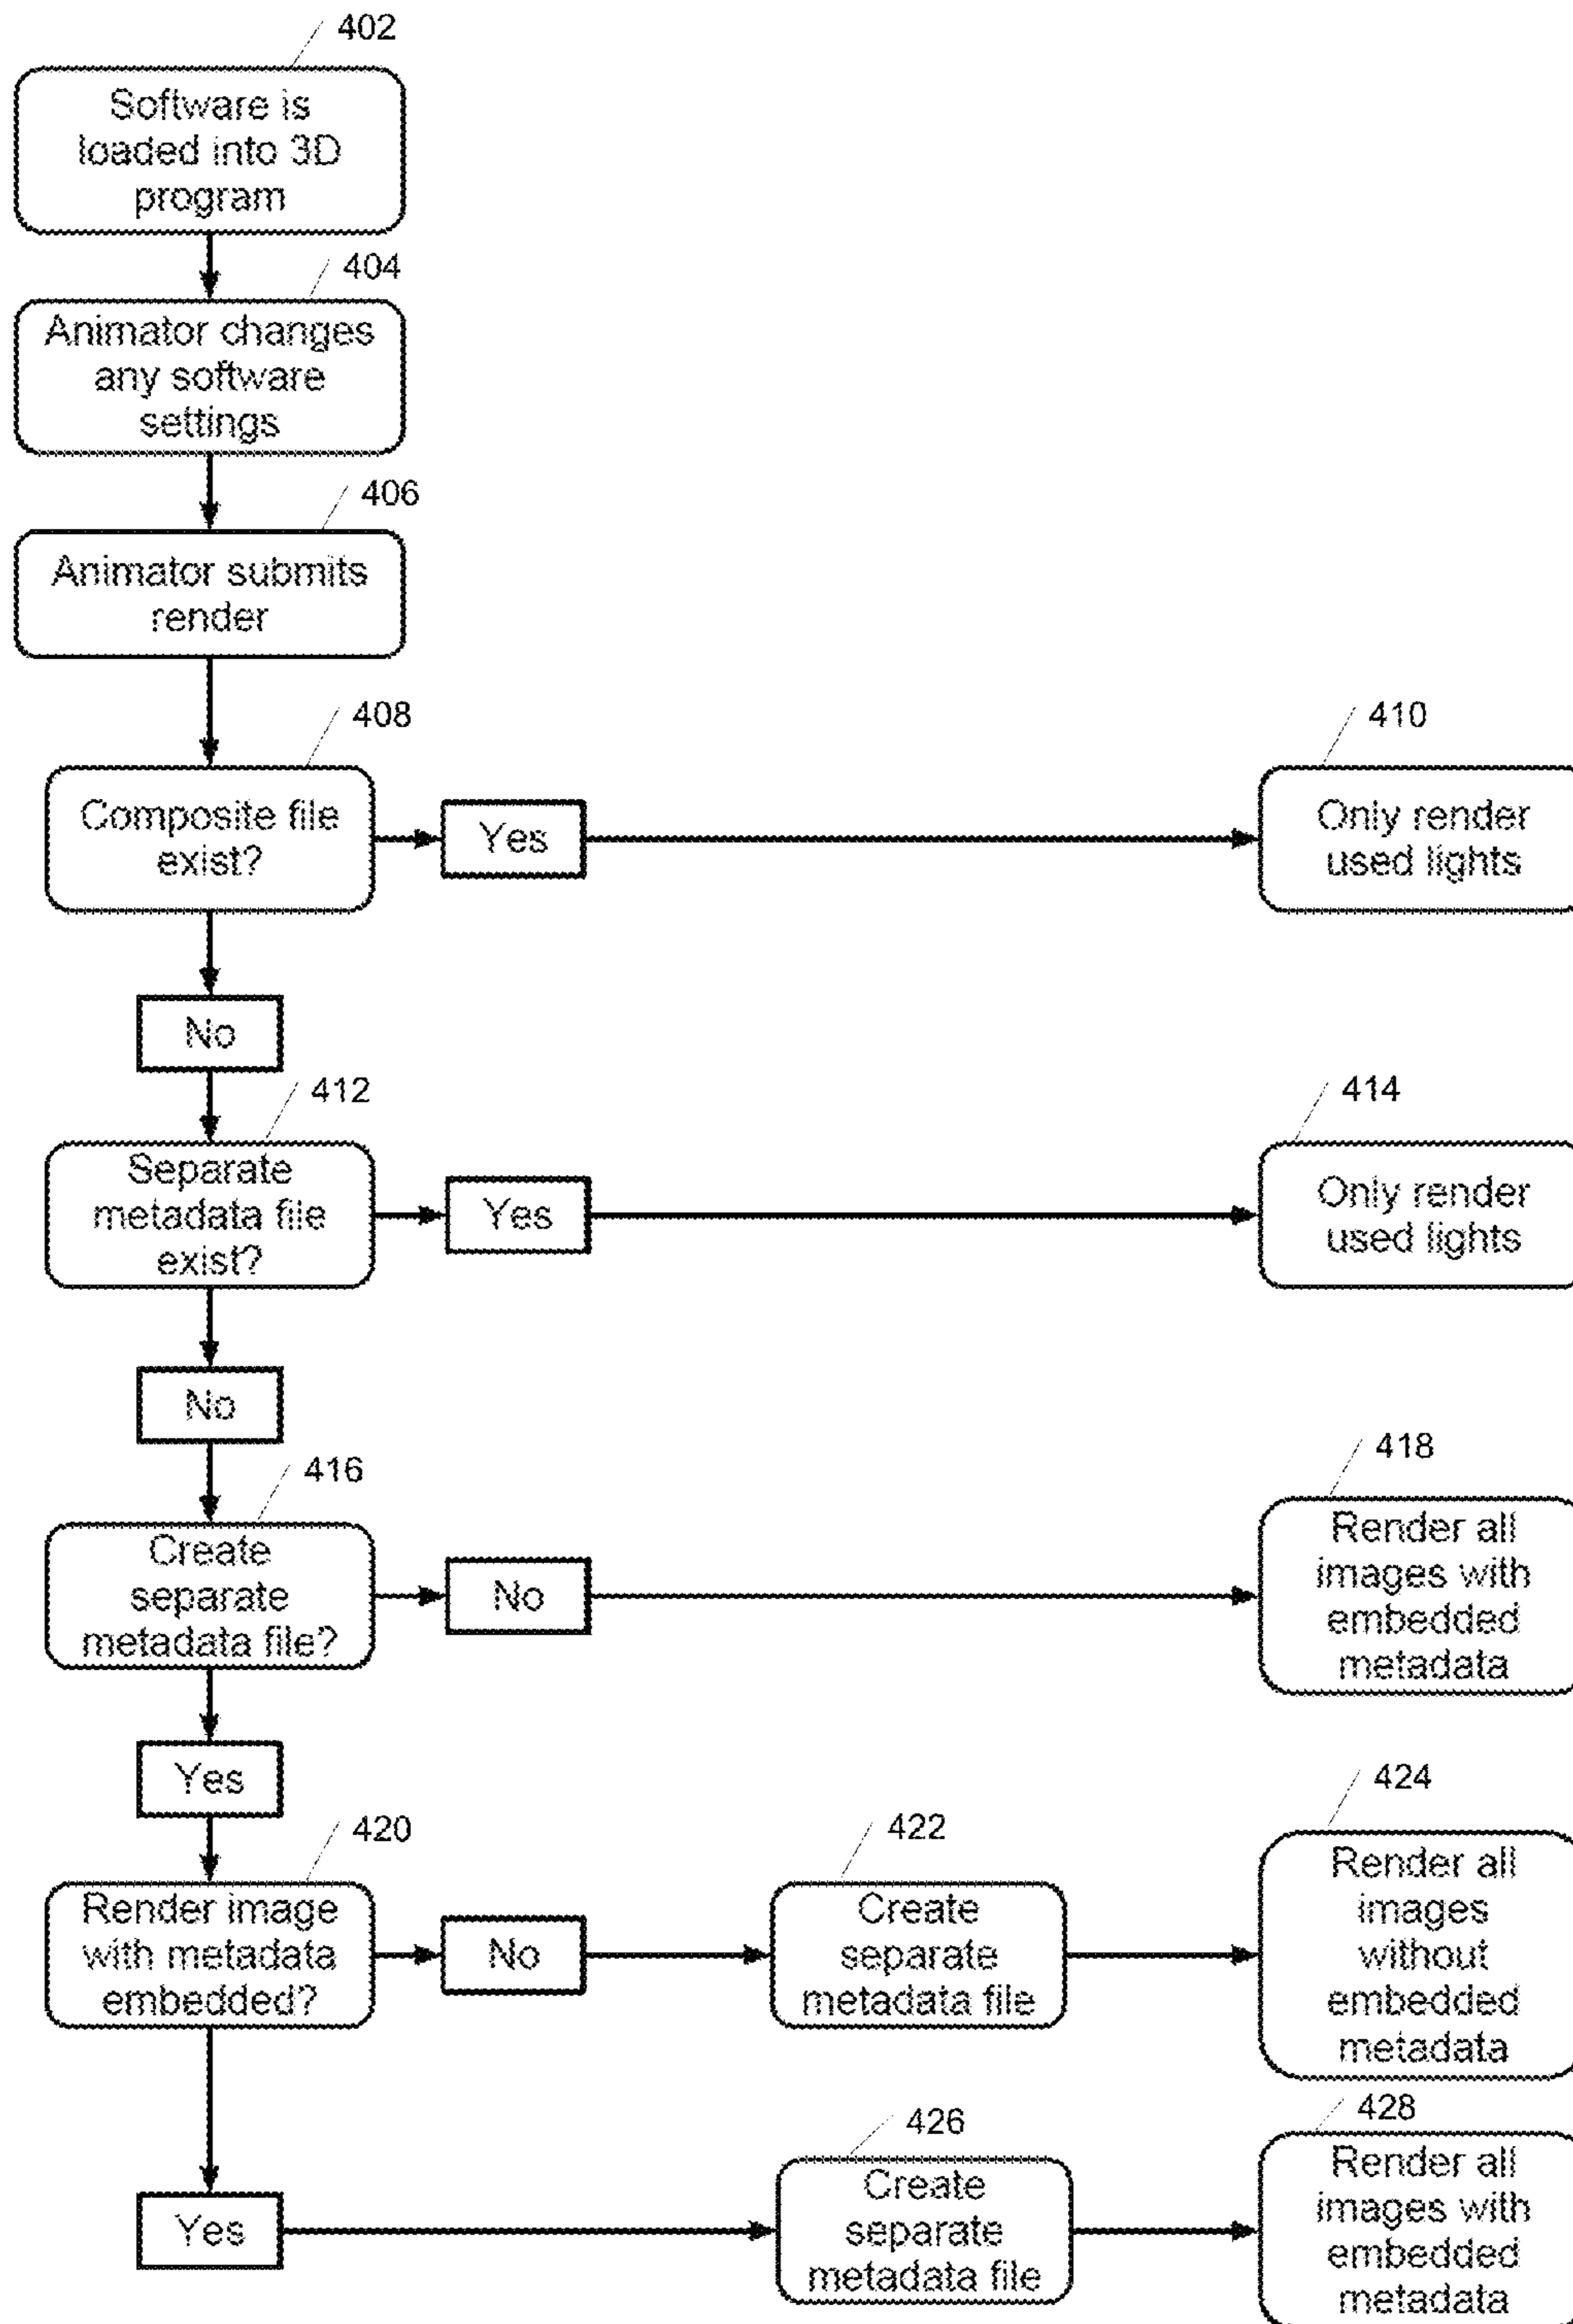 402
Software is
loaded into 3D
program
404
Animator changes
any software
settings
406
Animator submits
render
408
Composite file
exist?
Yes
410
Only render
used lights
No
412
Separate
metadata file
exist?
Yes
414
Only render
used lights
No
416
Create
separate
metadata file?
No
418
Render all
images with
embedded
metadata
Yes
420
Render image
with metadata
embedded?
No
422
Create
separate
metadata file
424
Render all
images
without
embedded
metadata
Yes
426
Create
separate
metadata file
428
Render all
images with
embedded
metadata